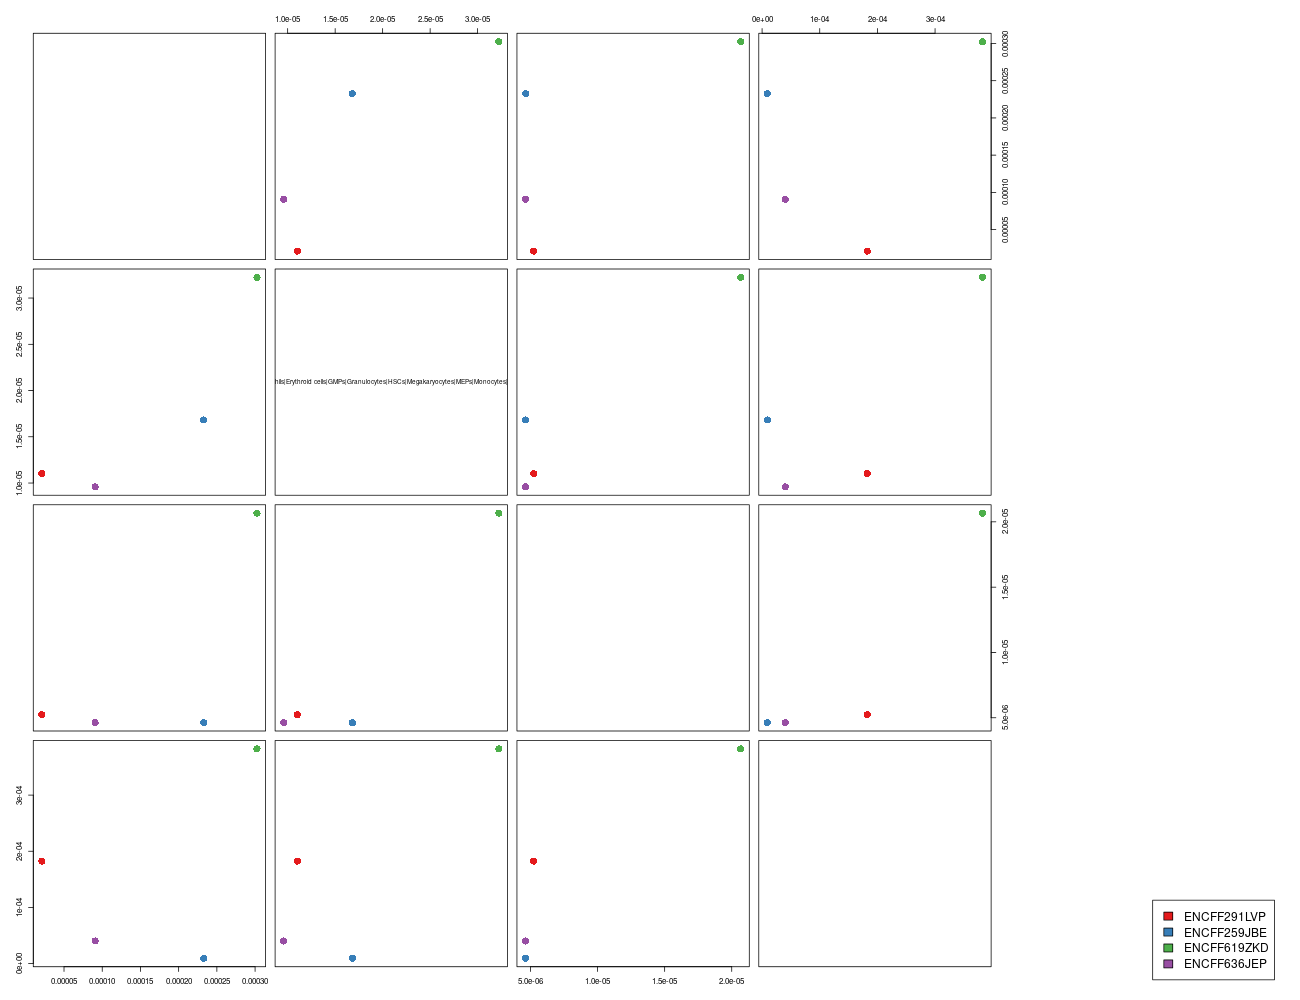 1.0e-05 1.5e-05 2.0e-05 2.5e-05 3.0e-05 0e+00 1e-04 2e-04 3e-04
0.00030
0.00025
0.00020
0.00015
0.00010
0.00005
3.0e-05
2.5e-05
2.0e-05
1.5e-05
1.0e-05
hils|Erythroid cells|GMPs|Granulocytes|HSCs|Megakaryocytes|MEPs|Monocytes|
2.0e-05
1.5e-05
1.0e-05
5.0e-06
3e-04
2e-04
1e-04
0e+00
0.00005 0.00010 0.00015 0.00020 0.00025 0.00030 5.0e-06 1.0e-05 1.5e-05 2.0e-05
ENCFF291LVP
ENCFF259JBE
ENCFF619ZKD
ENCFF636JEP